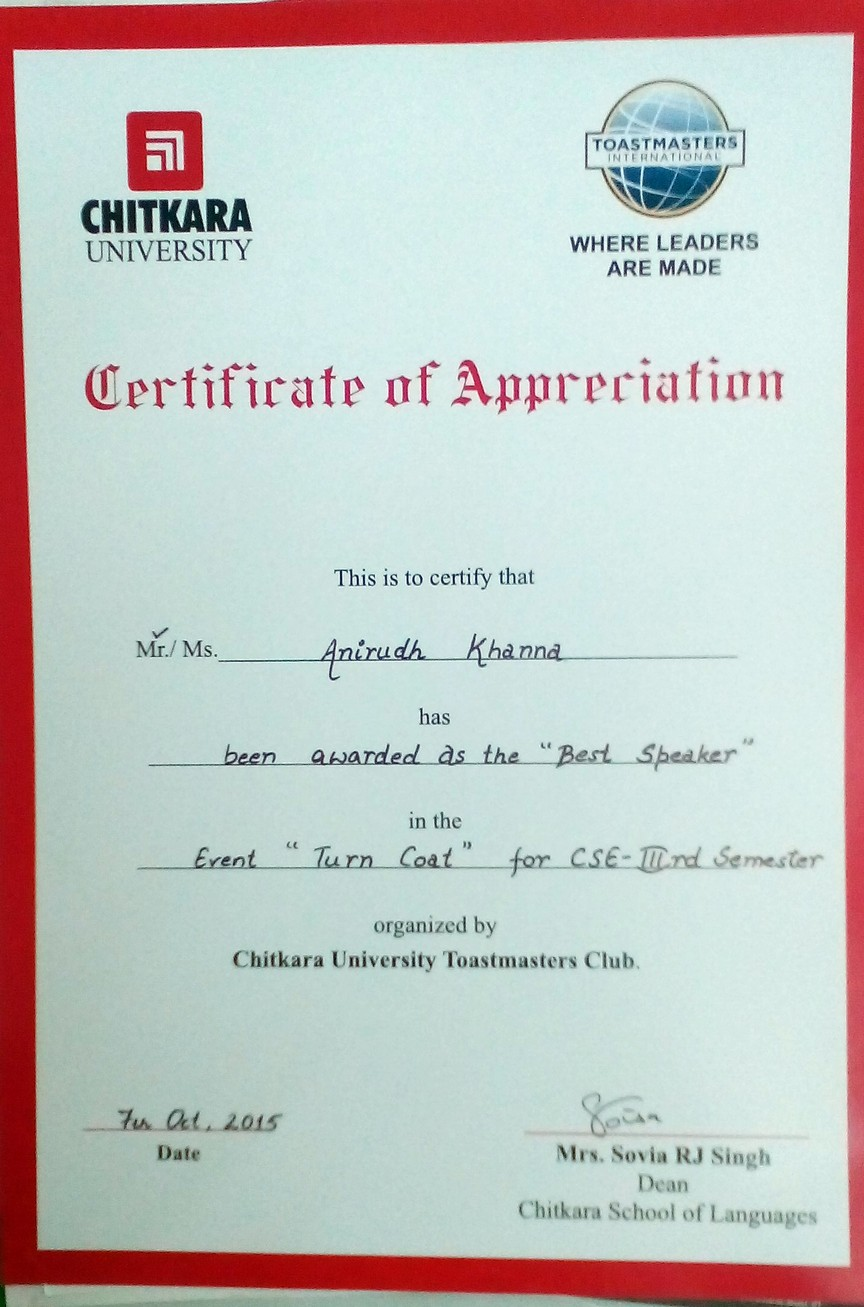 CHITKARA
UNIVERSITY
TOASTMASTERS
INTERNATIONAL
WHERE LEADERS
ARE MADE
Certificate of Appreciation
This is to certify that
Mr./ Ms. Anirudh Khanna
has
been awarded as the "Best Speaker"
in the
Event "Turn Coat" for CSE-IIIrd Semester
organized by
Chitkara University Toastmasters Club.
7th Oct, 2015
Date
Mrs. Sovia RJ Singh
Dean
Chitkara School of Languages